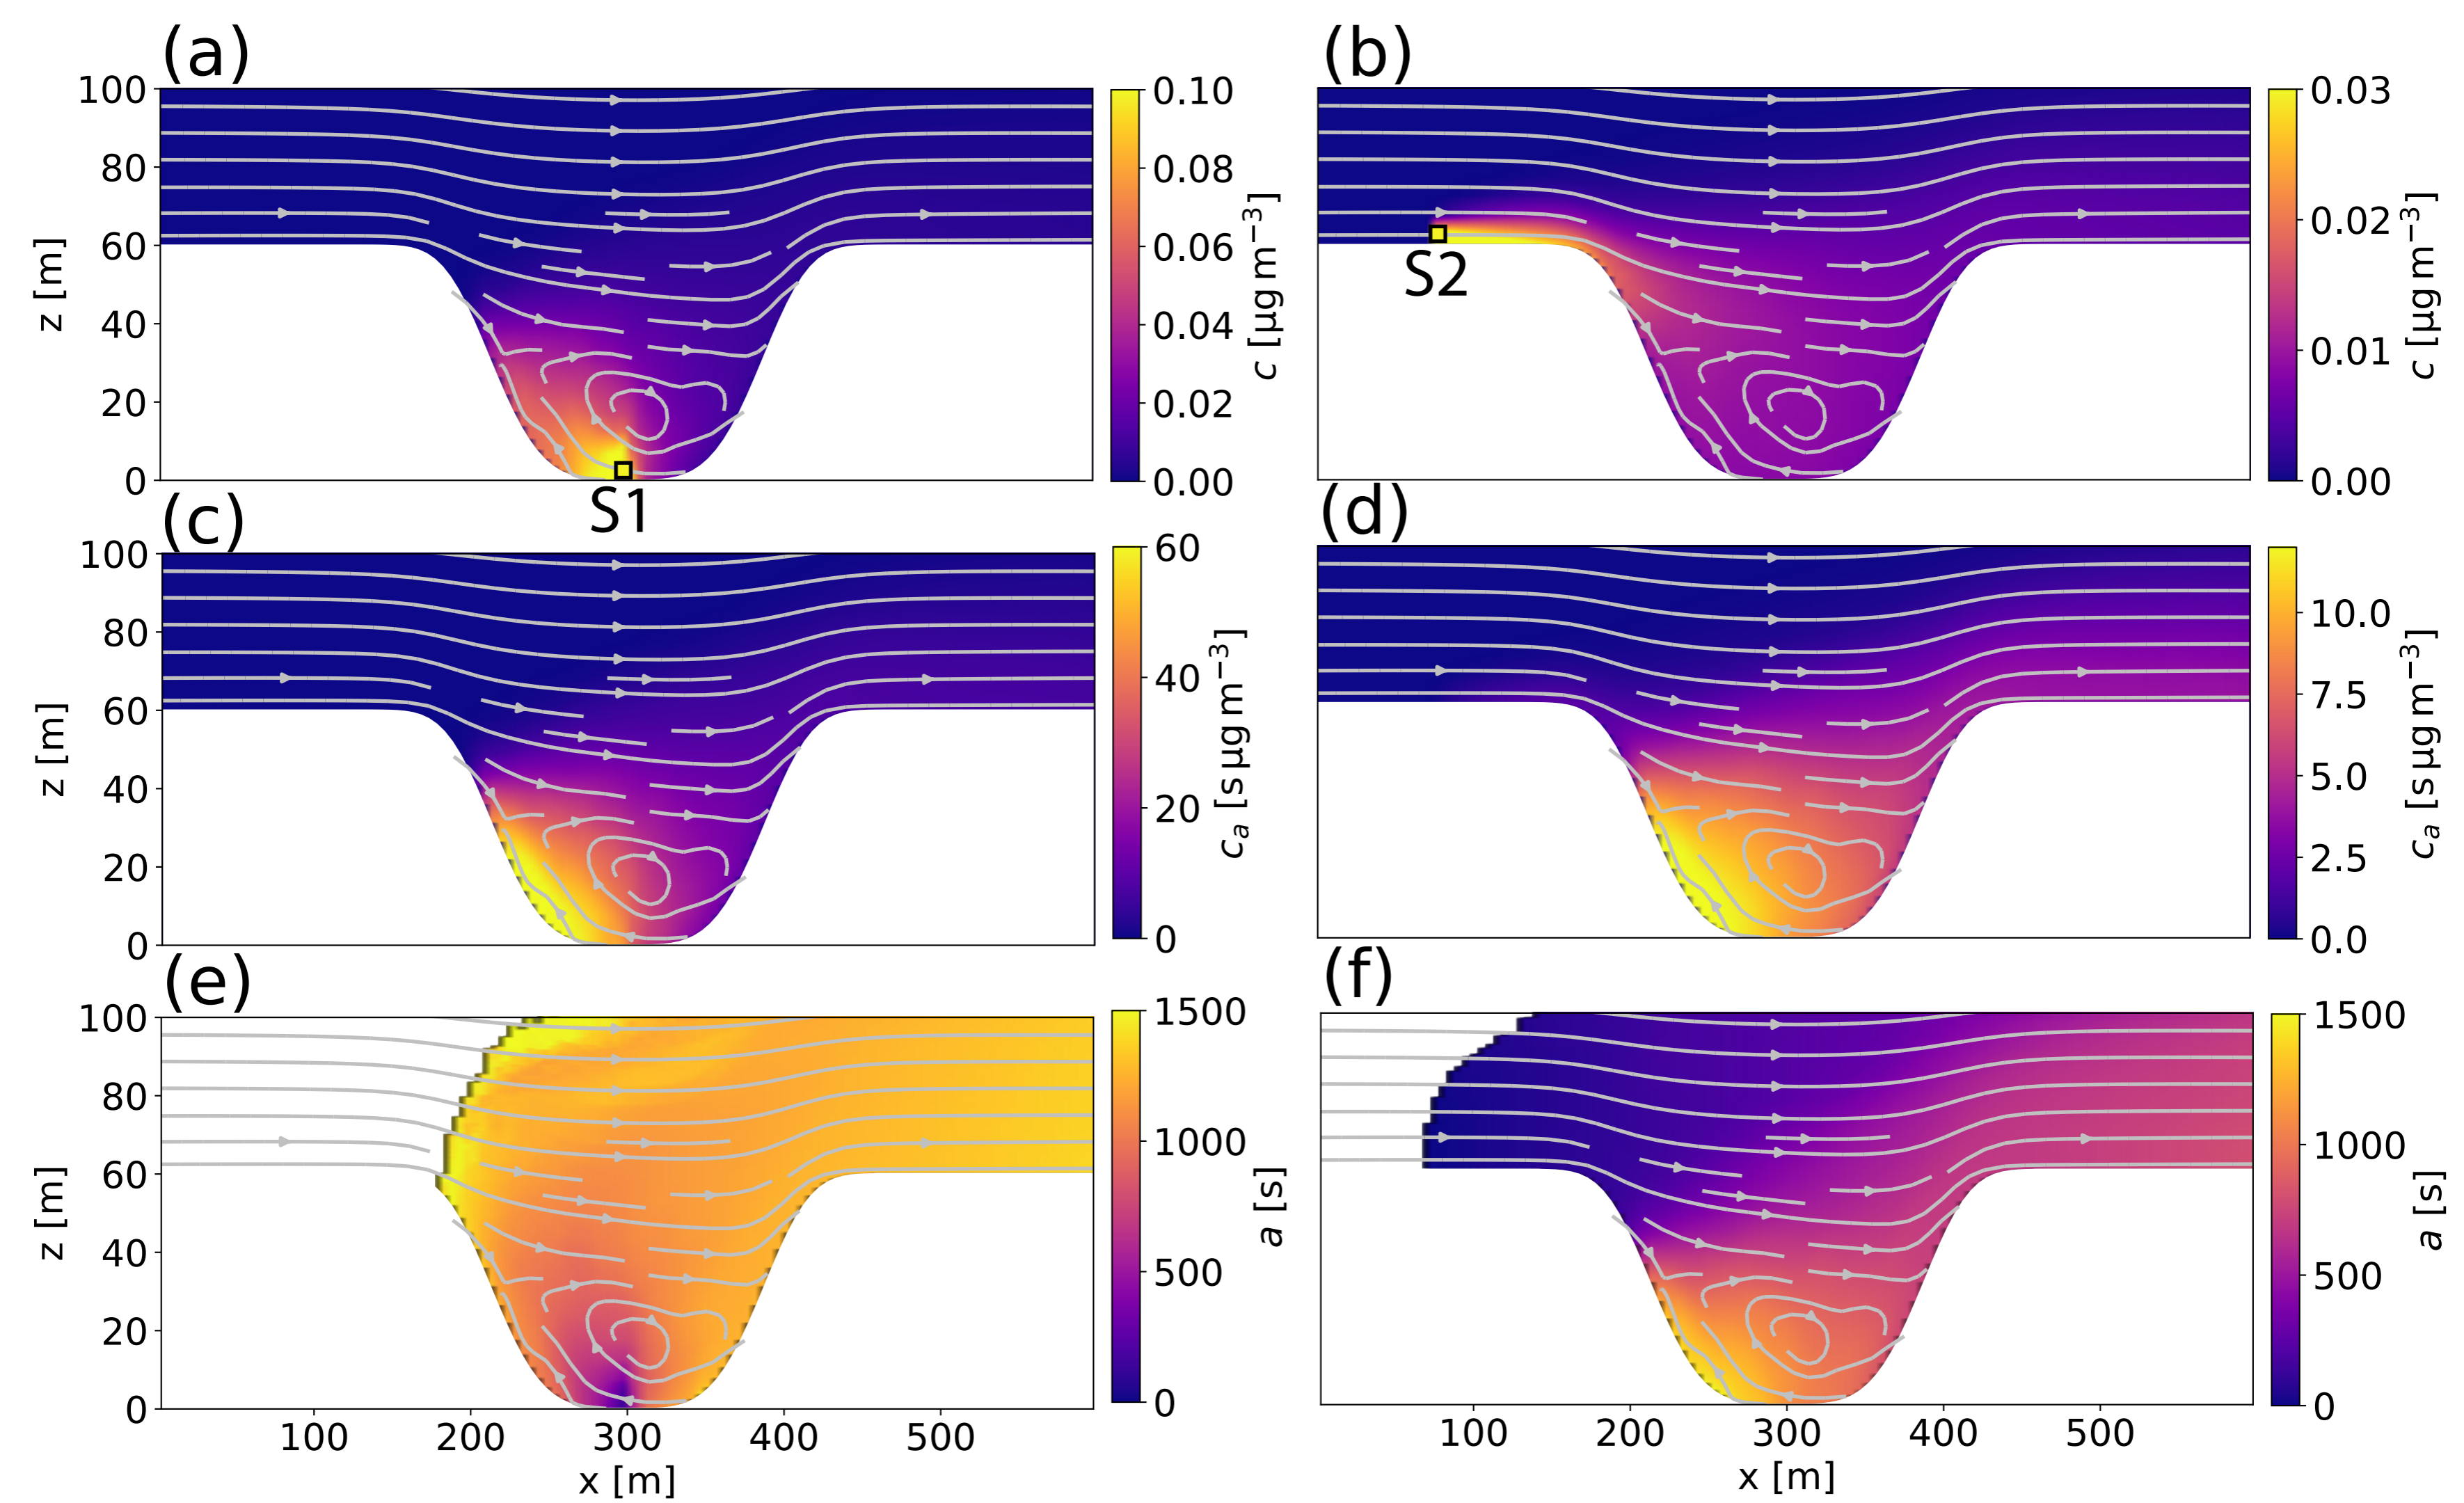 (a)
100
80
60
40
20
0
z [m]
S1
0.10
0.08
0.06
0.04
0.02
0.00
c [µg m⁻³]
(b)
S2
0.03
0.02
0.01
0.00
c [µg m⁻³]
(c)
100
80
60
40
20
0
z [m]
60
40
20
0
cₐ [s µg m⁻³]
(d)
10.0
7.5
5.0
2.5
0.0
cₐ [s µg m⁻³]
(e)
100
80
60
40
20
0
z [m]
100 200 300 400 500
x [m]
1500
1000
500
0
a [s]
(f)
100 200 300 400 500
x [m]
1500
1000
500
0
a [s]